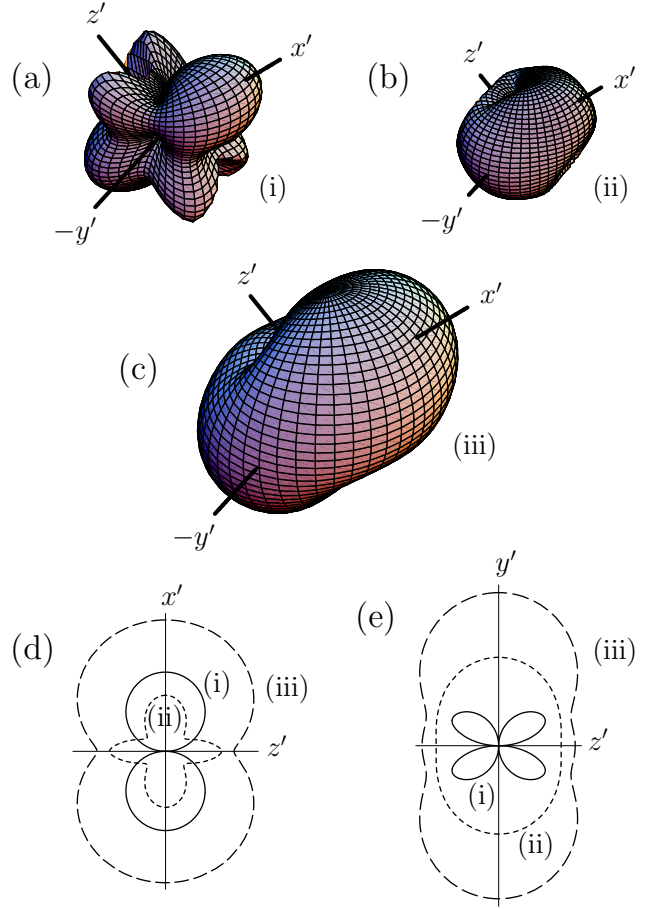 z′
x′
(a)
(i)
−y′
z′
x′
(b)
(ii)
−y′
z′
x′
(c)
(iii)
−y′
x′
(d)
(i)
(iii)
(ii)
z′
y′
(e)
(iii)
z′
(i)
(ii)